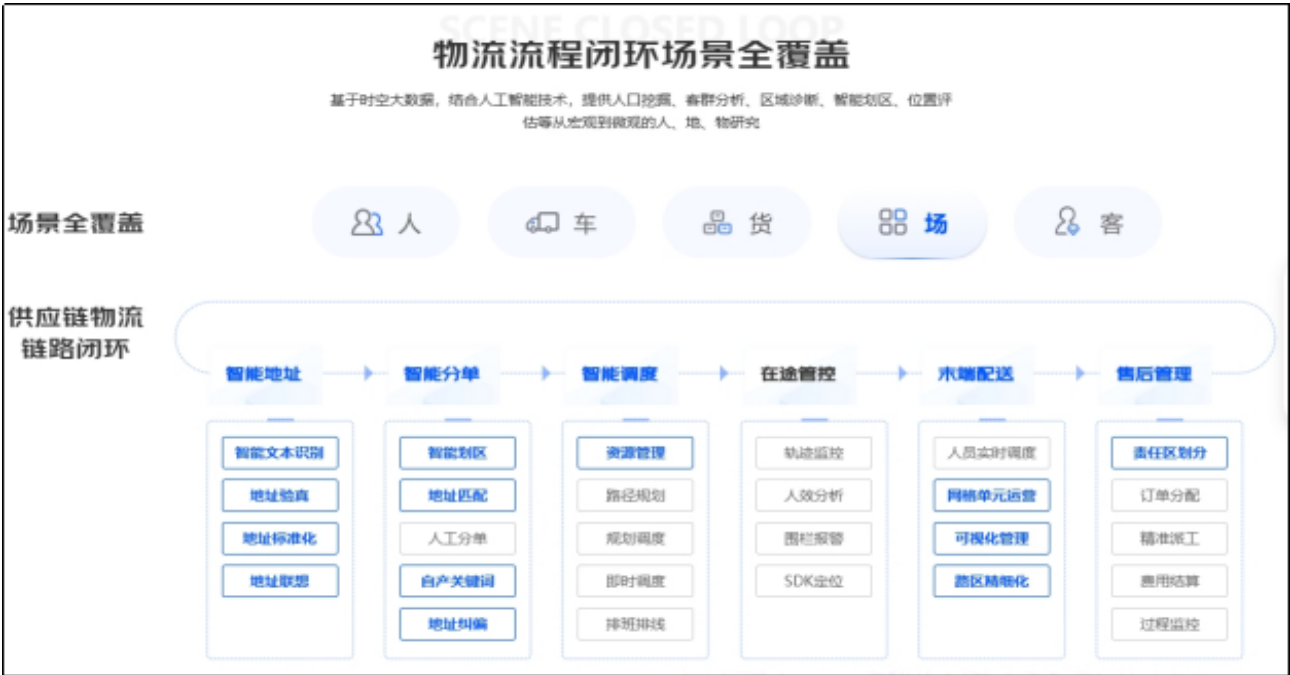 SCENE CLOSED LOOP
物流流程闭环场景全覆盖
基于时空大数据，结合人工智能技术，提供人口挖掘、客群分析、区域诊断、智能划区、位置评
估等从宏观到微观的人、地、物研究
场景全覆盖
人
车
货
场
客
供应链物流
链路闭环
智能地址
智能分单
智能调度
在途管控
末端配送
售后管理
智能文本识别
地址验真
地址标准化
地址联想
智能划区
地址匹配
人工分单
自产关键词
地址纠偏
资源管理
路径规划
规划调度
即时调度
排班排线
轨迹监控
人效分析
围栏报警
SDK定位
人员实时调度
网格单元运营
可视化管理
路区精细化
责任区划分
订单分配
精准派工
费用结算
过程监控